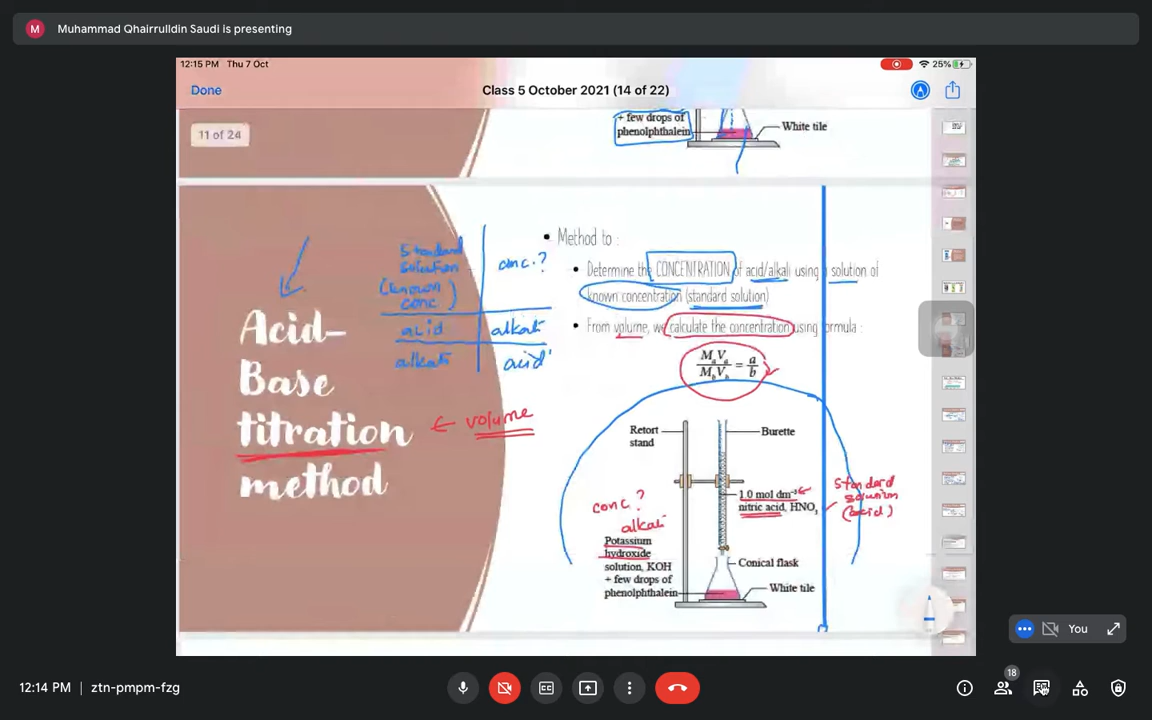 M Muhammad Qhairrulldin Saudi is presenting
12:15 PM Thu 7 Oct
25%
Done
Class 5 October 2021 (14 of 22)
11 of 24
+ few drops of
phenolphthalein
White tile
Acid-
Base
titration
method
← volume
standard
solution
(known
conc)
conc.?
acid alkali
alkali acid
• Method to :
• Determine the CONCENTRATION of acid/alkali using a solution of
known concentration (standard solution)
• From volume, we calculate the concentration using formula :
MaVa / MbVb = a / b
Retort
stand
Burette
1.0 mol dm⁻³
nitric acid, HNO3
standard
solution
(acid)
conc?
alkali
Potassium
hydroxide
solution, KOH
+ few drops of
phenolphthalein
Conical flask
White tile
You
12:14 PM | ztn-pmpm-fzg
18